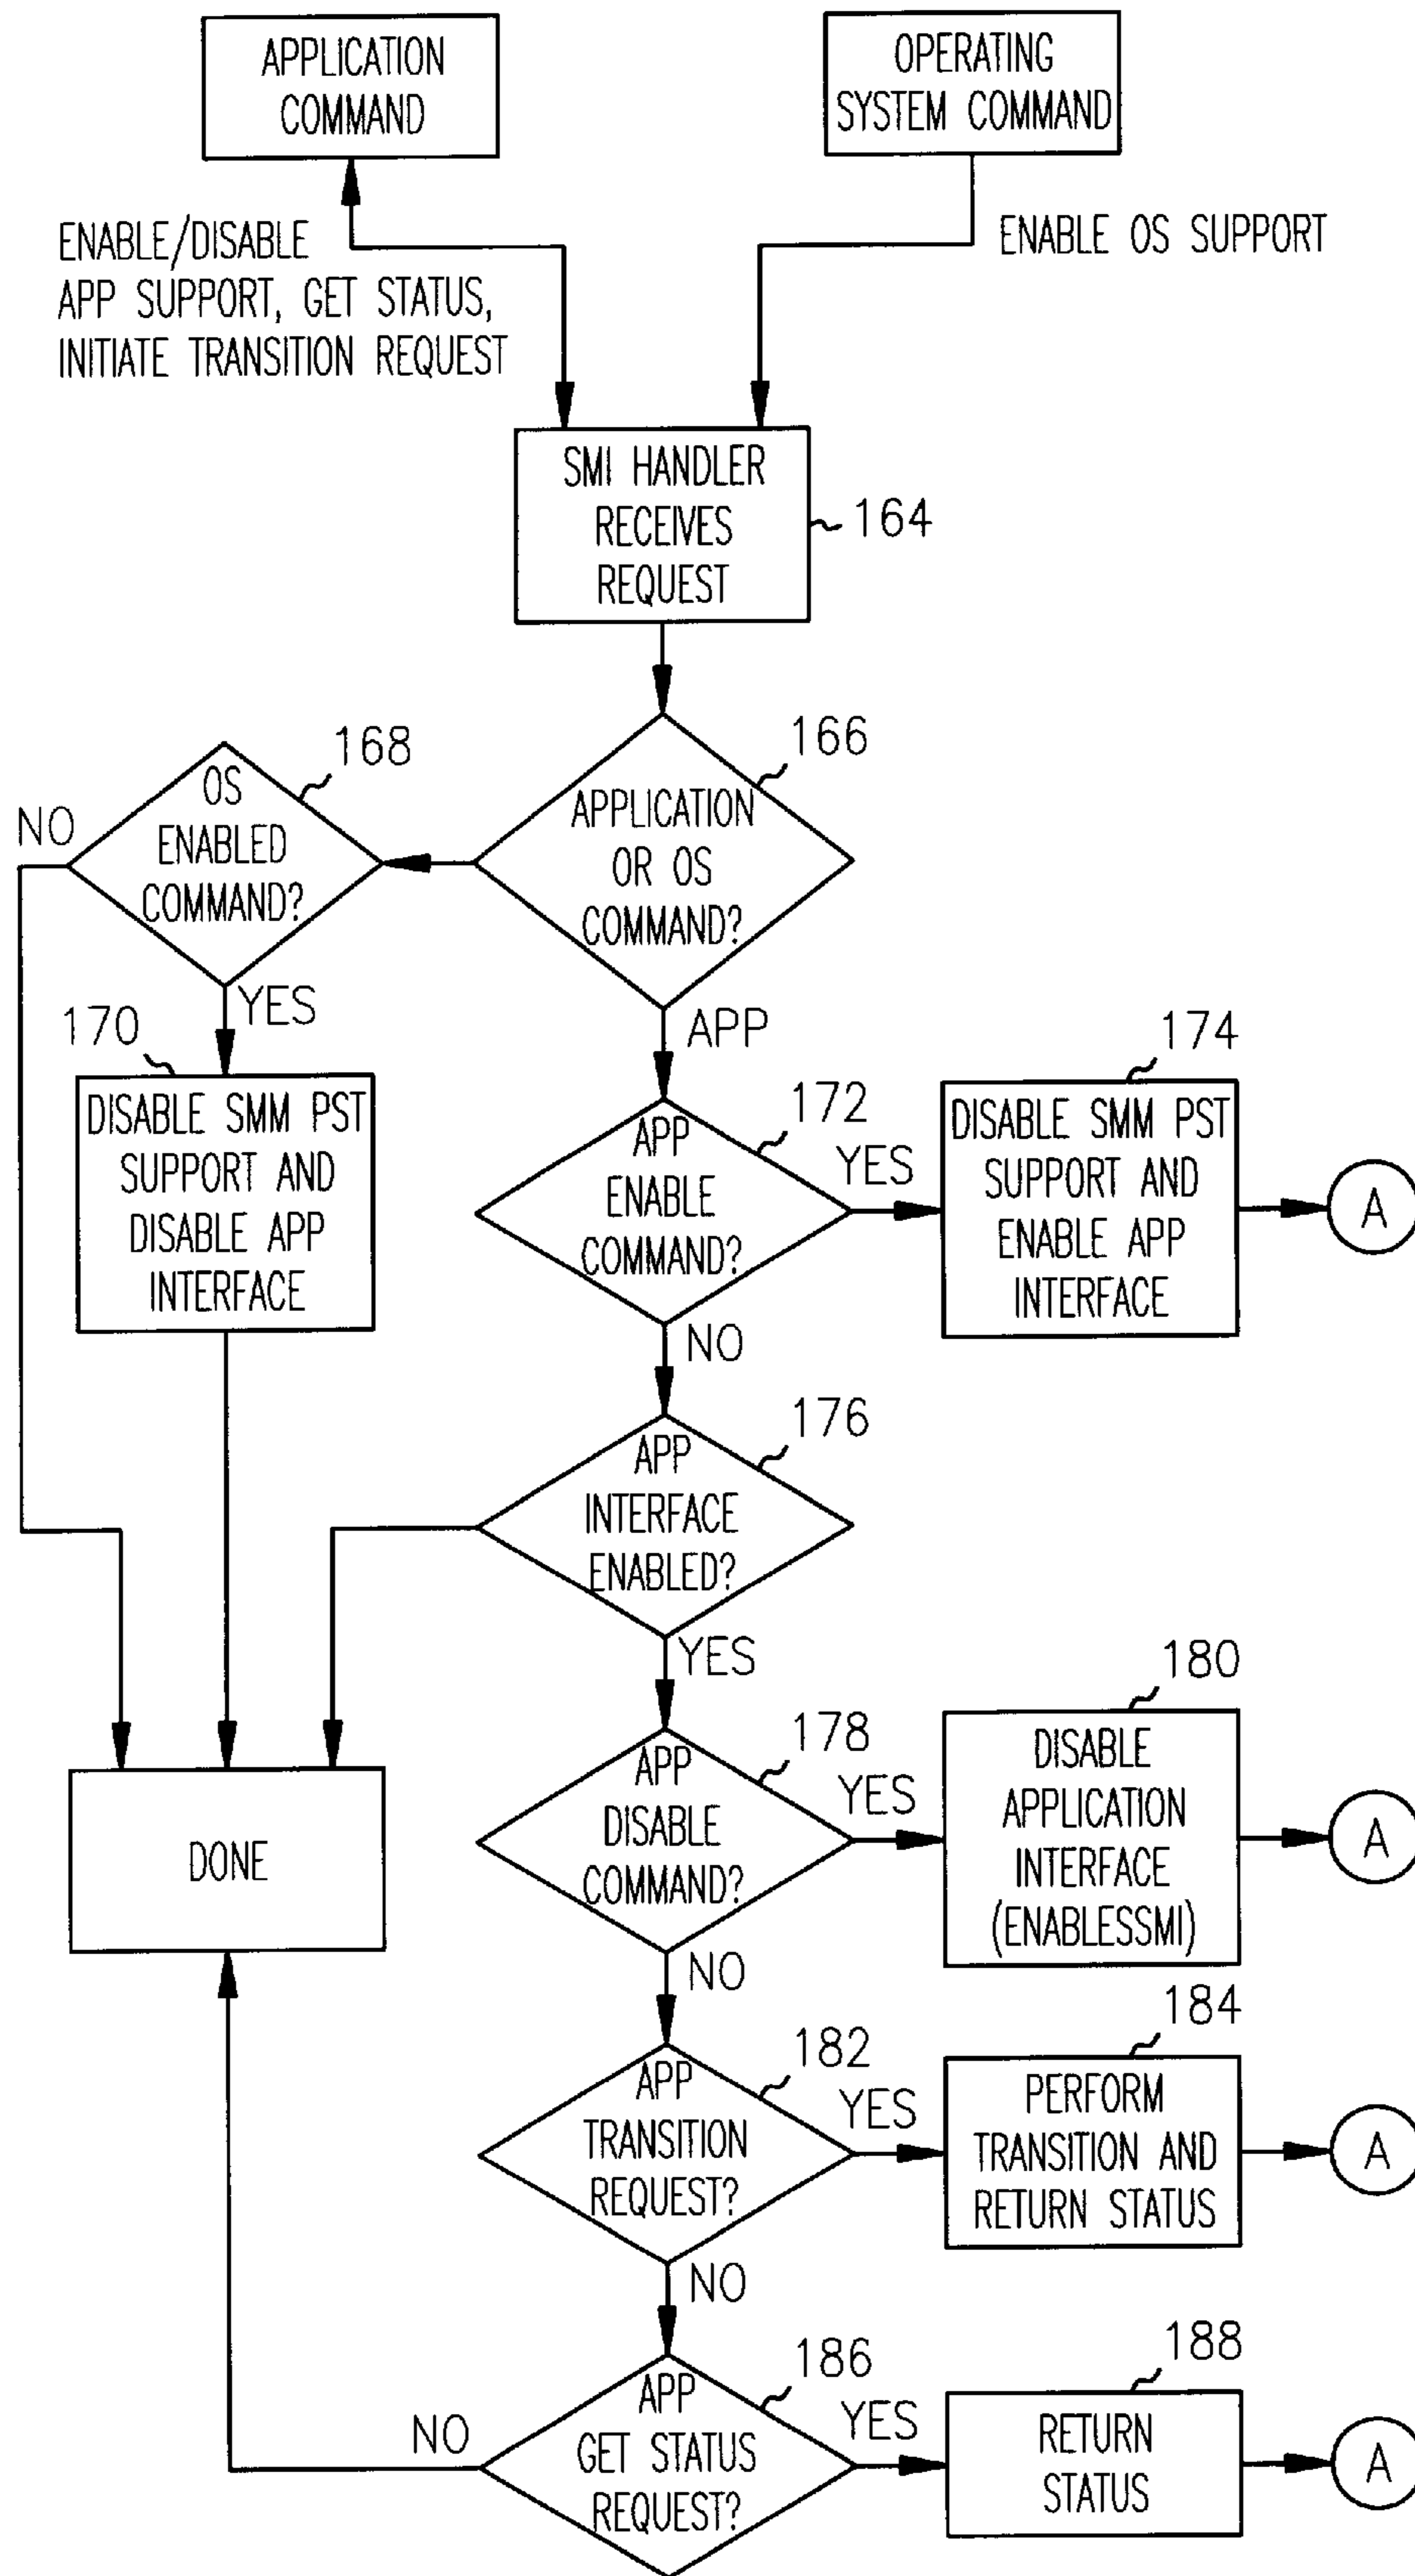 APPLICATION
COMMAND
OPERATING
SYSTEM COMMAND
ENABLE/DISABLE
APP SUPPORT, GET STATUS,
INITIATE TRANSITION REQUEST
ENABLE OS SUPPORT
SMI HANDLER
RECEIVES
REQUEST
164
166
APPLICATION
OR OS
COMMAND?
168
OS
ENABLED
COMMAND?
NO
YES
170
DISABLE SMM PST
SUPPORT AND
DISABLE APP
INTERFACE
APP
172
APP
ENABLE
COMMAND?
YES
174
DISABLE SMM PST
SUPPORT AND
ENABLE APP
INTERFACE
A
NO
176
APP
INTERFACE
ENABLED?
YES
DONE
178
APP
DISABLE
COMMAND?
YES
180
DISABLE
APPLICATION
INTERFACE
(ENABLESSMI)
A
NO
182
APP
TRANSITION
REQUEST?
YES
184
PERFORM
TRANSITION AND
RETURN STATUS
A
NO
186
APP
GET STATUS
REQUEST?
NO
YES
188
RETURN
STATUS
A